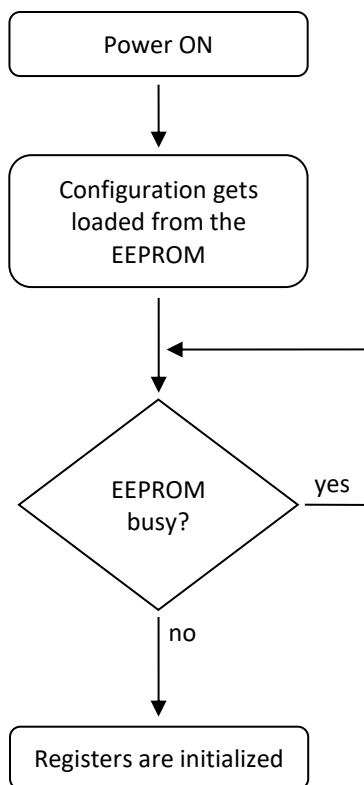 Power ON
Configuration gets
loaded from the
EEPROM
EEPROM
busy?
yes
no
Registers are initialized